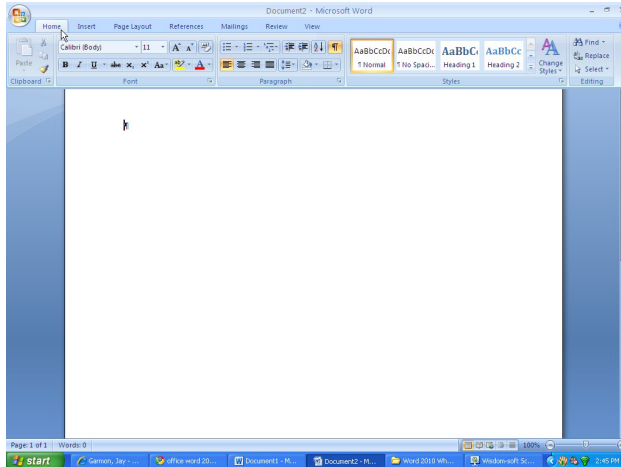 Document2 - Microsoft Word
Home Insert Page Layout References Mailings Review View
Paste
Calibri (Body) 11 A A
B I U abe x, x² Aa A
AaBbCcDc AaBbCcDc AaBbC AaBbCc
¶ Normal ¶ No Spaci... Heading 1 Heading 2
Change
Styles
Find
Replace
Select
Clipboard Font Paragraph Styles Editing
¶
Page: 1 of 1 Words: 0 100%
start Garmon, Jay - ... office word 20... Document1 - M... Document2 - M... Word 2010 Wh... Wisdom-soft Sc... 2:45 PM